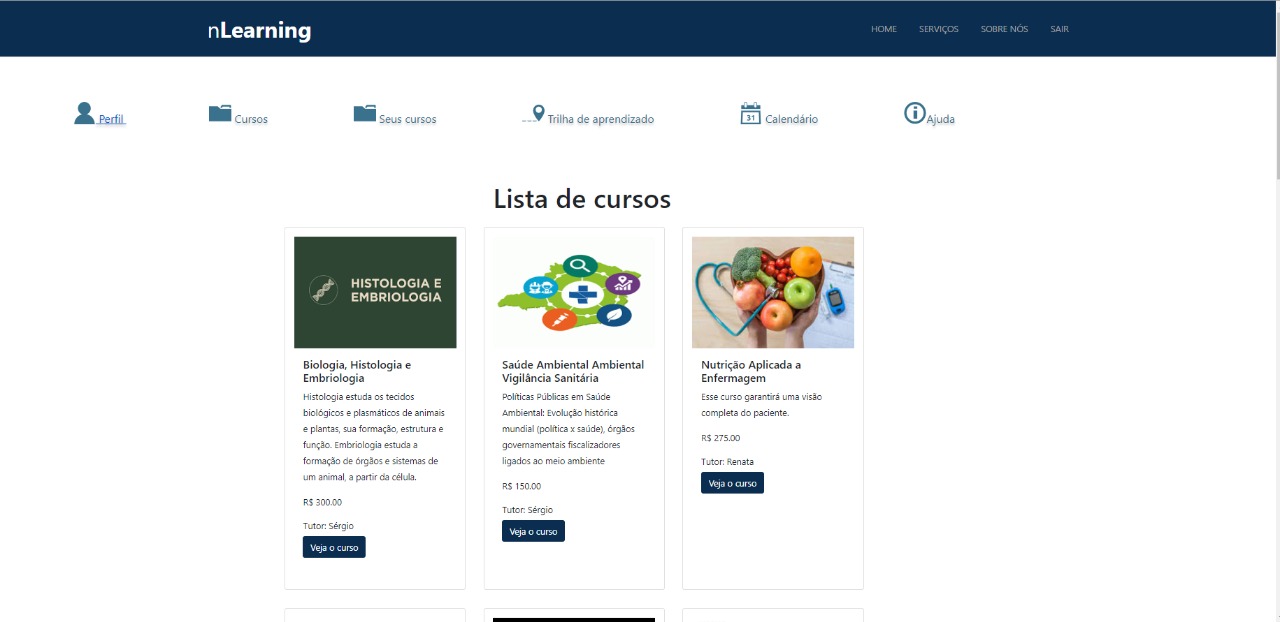 nLearning
HOME SERVIÇOS SOBRE NÓS SAIR
Perfil Cursos Seus cursos Trilha de aprendizado 31 Calendário Ajuda
Lista de cursos
HISTOLOGIA E
EMBRIOLOGIA
Biologia, Histologia e
Embriologia
Histologia estuda os tecidos
biológicos e plasmáticos de animais
e plantas, sua formação, estrutura e
função. Embriologia estuda a
formação de órgãos e sistemas de
um animal, a partir da célula.
R$ 300.00
Tutor: Sérgio
Veja o curso
Saúde Ambiental Ambiental
Vigilância Sanitária
Políticas Públicas em Saúde
Ambiental: Evolução histórica
mundial (política x saúde), órgãos
governamentais fiscalizadores
ligados ao meio ambiente
R$ 150.00
Tutor: Sérgio
Veja o curso
Nutrição Aplicada a
Enfermagem
Esse curso garantirá uma visão
completa do paciente.
R$ 275.00
Tutor: Renata
Veja o curso